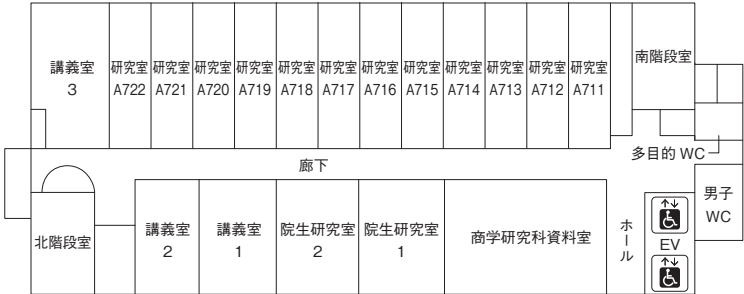 講義室
3
研究室
A722
研究室
A721
研究室
A720
研究室
A719
研究室
A718
研究室
A717
研究室
A716
研究室
A715
研究室
A714
研究室
A713
研究室
A712
研究室
A711
南階段室
多目的 WC
廊下
男子
WC
北階段室
講義室
2
講義室
1
院生研究室
2
院生研究室
1
商学研究科資料室
ホール
EV